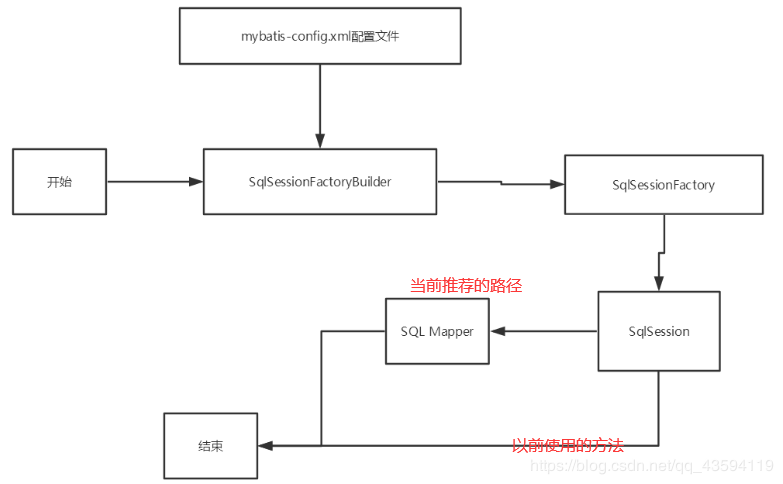 mybatis-config.xml配置文件
开始
SqlSessionFactoryBuilder
SqlSessionFactory
当前推荐的路径
SQL Mapper
SqlSession
结束
以前使用的方法
https://blog.csdn.net/qq_43594119